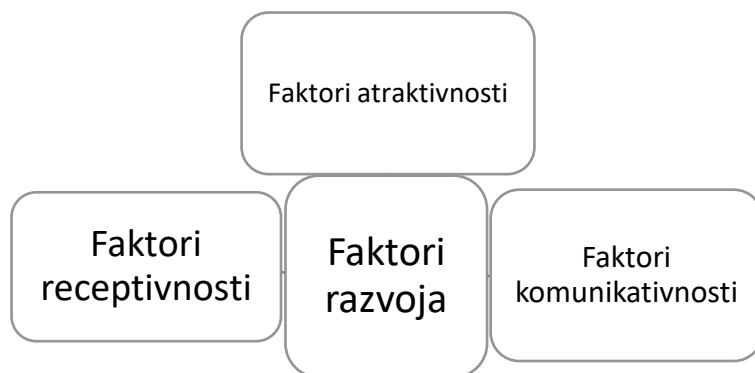 Faktori atraktivnosti
Faktori
receptivnosti
Faktori
razvoja
Faktori
komunikativnosti